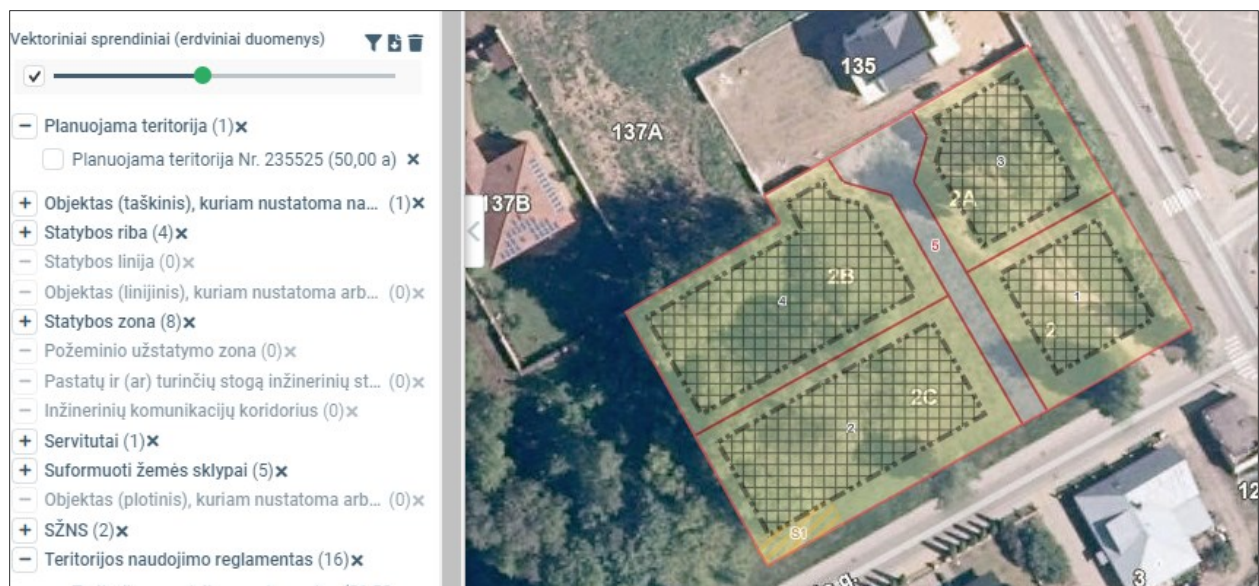 Vektoriniai sprendiniai (erdviniai duomenys)
Planuojama teritorija (1)
Planuojama teritorija Nr. 235525 (50,00 a)
Objektas (taškinis), kuriam nustatoma na... (1)
Statybos riba (4)
Statybos linija (0)
Objektas (linijinis), kuriam nustatoma arb... (0)
Statybos zona (8)
Požeminio užstatymo zona (0)
Pastatų ir (ar) turinčių stogą inžinerinių st... (0)
Inžinerinių komunikacijų koridorius (0)
Servitutai (1)
Suformuoti žemės sklypai (5)
Objektas (plotinis), kuriam nustatoma arb... (0)
SŽNS (2)
Teritorijos naudojimo reglamentas (16)
135
137A
137B
3
2A
5
2B
4
1
2
2C
2
S1
12
3